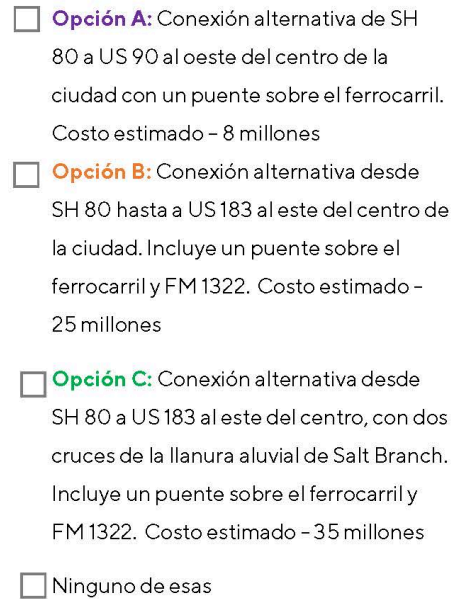 Opción A: Conexión alternativa de SH
80 a US 90 al oeste del centro de la
ciudad con un puente sobre el ferrocarril.
Costo estimado – 8 millones
Opción B: Conexión alternativa desde
SH 80 hasta a US 183 al este del centro de
la ciudad. Incluye un puente sobre el
ferrocarril y FM 1322. Costo estimado –
25 millones
Opción C: Conexión alternativa desde
SH 80 a US 183 al este del centro, con dos
cruces de la llanura aluvial de Salt Branch.
Incluye un puente sobre el ferrocarril y
FM 1322. Costo estimado – 35 millones
Ninguno de esas